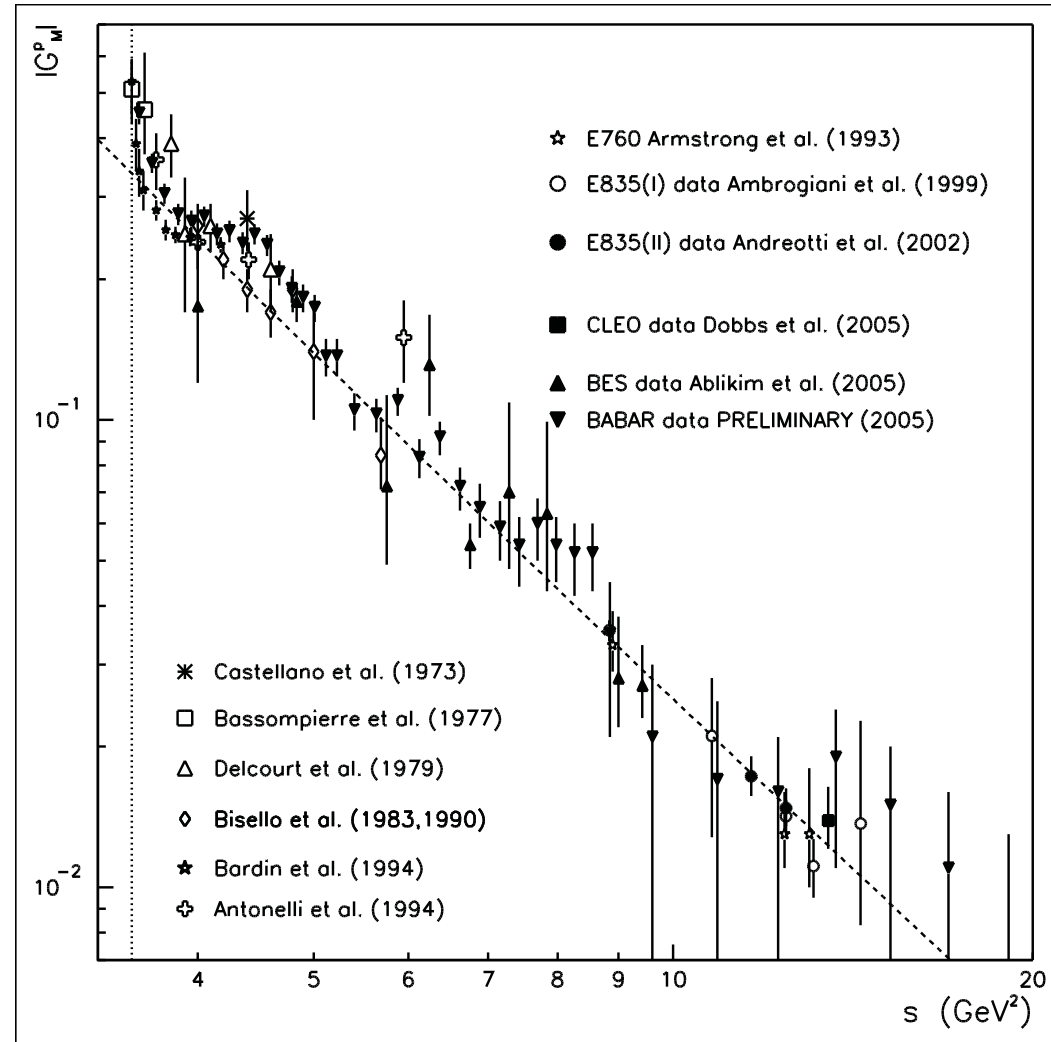 |G^p_M|
E760 Armstrong et al. (1993)
E835(I) data Ambrogiani et al. (1999)
E835(II) data Andreotti et al. (2002)
CLEO data Dobbs et al. (2005)
BES data Ablikim et al. (2005)
BABAR data PRELIMINARY (2005)
10^-1
Castellano et al. (1973)
Bassompierre et al. (1977)
Delcourt et al. (1979)
Bisello et al. (1983,1990)
Bardin et al. (1994)
Antonelli et al. (1994)
10^-2
4 5 6 7 8 9 10 20
s (GeV²)